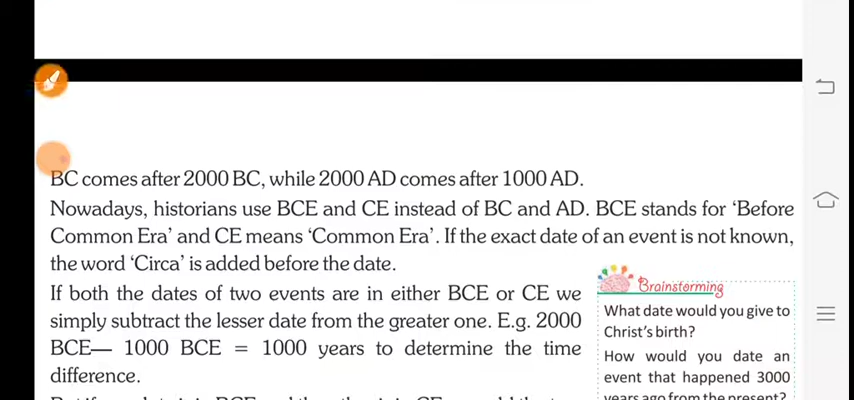 BC comes after 2000 BC, while 2000 AD comes after 1000 AD.
Nowadays, historians use BCE and CE instead of BC and AD. BCE stands for ‘Before
Common Era’ and CE means ‘Common Era’. If the exact date of an event is not known,
the word ‘Circa’ is added before the date.
If both the dates of two events are in either BCE or CE we
simply subtract the lesser date from the greater one. E.g. 2000
BCE— 1000 BCE = 1000 years to determine the time
difference.
Brainstorming
What date would you give to
Christ’s birth?
How would you date an
event that happened 3000
years ago from the present?